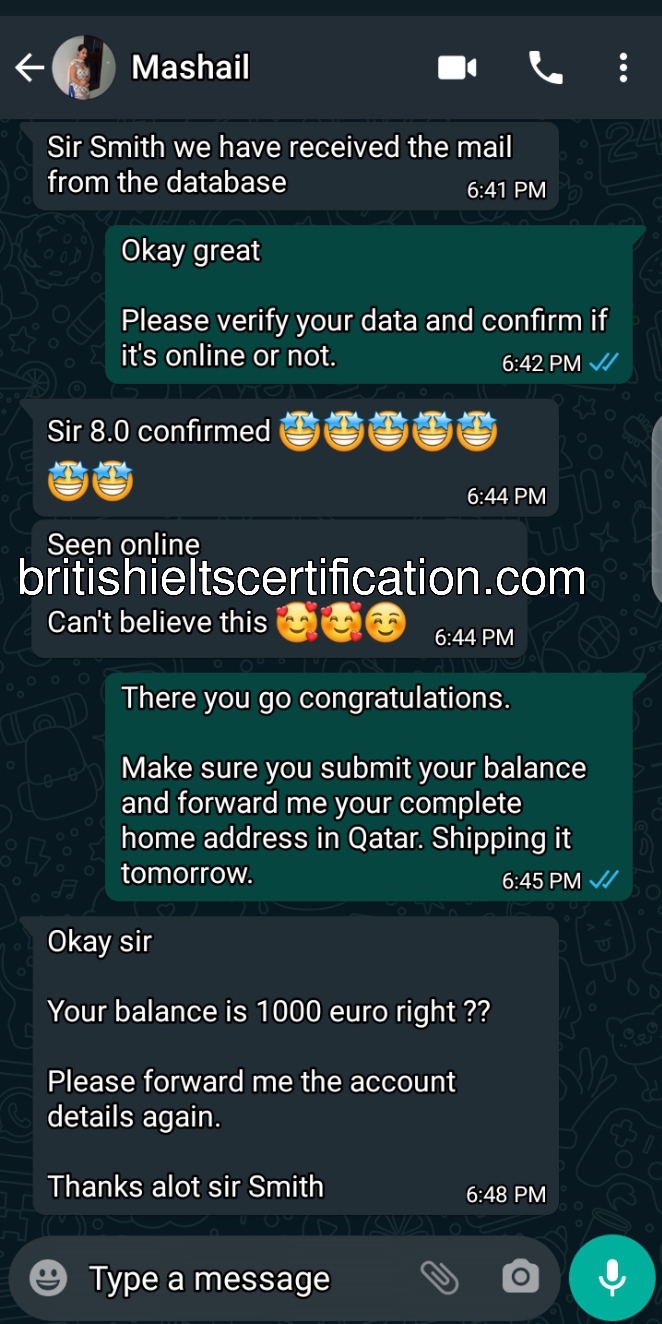 Mashail
Sir Smith we have received the mail
from the database
6:41 PM
Okay great
Please verify your data and confirm if
it's online or not.
6:42 PM
Sir 8.0 confirmed 🤩🤩🤩🤩🤩
🤩🤩
6:44 PM
Seen online
britishieltscertification.com
Can't believe this 🥰🥰☺️
6:44 PM
There you go congratulations.
Make sure you submit your balance
and forward me your complete
home address in Qatar. Shipping it
tomorrow.
6:45 PM
Okay sir
Your balance is 1000 euro right ??
Please forward me the account
details again.
Thanks alot sir Smith
6:48 PM
Type a message